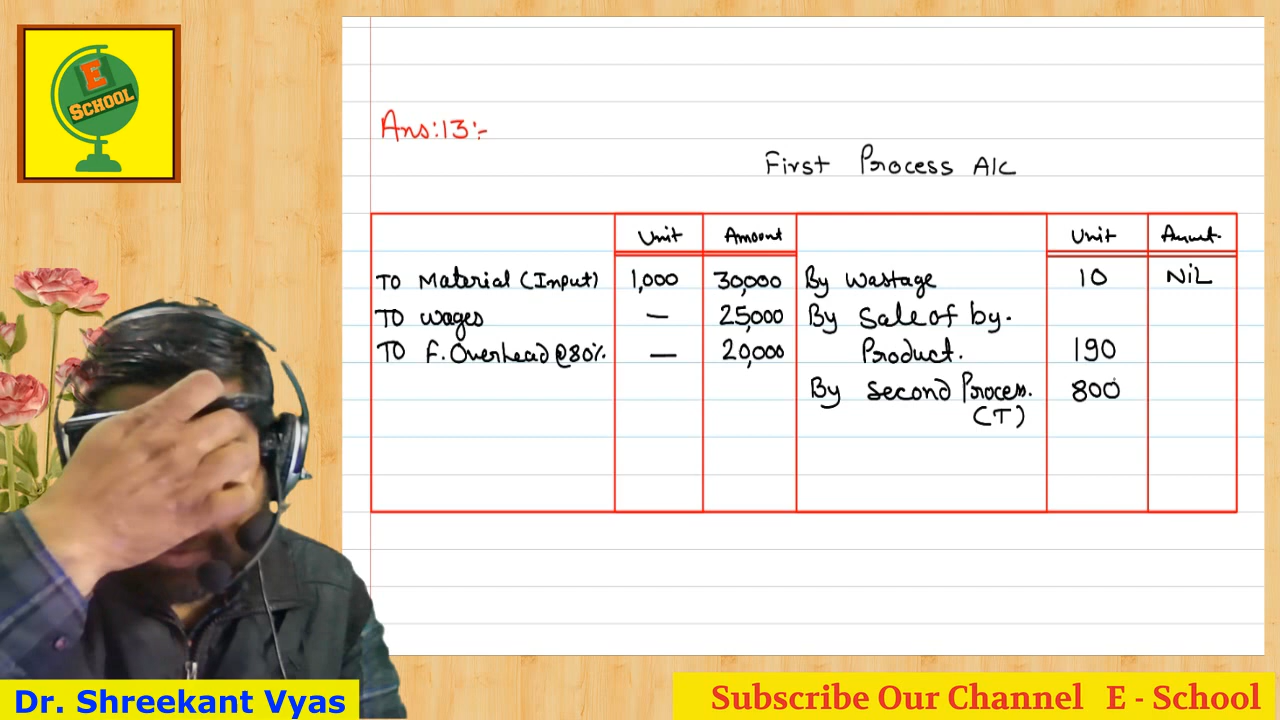 E
SCHOOL
Ans:13:-
First Process A/C
Unit Amount Unit Amunt
To Material (Input) 1,000 30,000 By Wastage 10 NiL
To wages — 25,000 By Sale of by.
To F.Overhead @80% — 20,000 Product. 190
By Second Process. 800
(T)
Dr. Shreekant Vyas
Subscribe Our Channel E - School